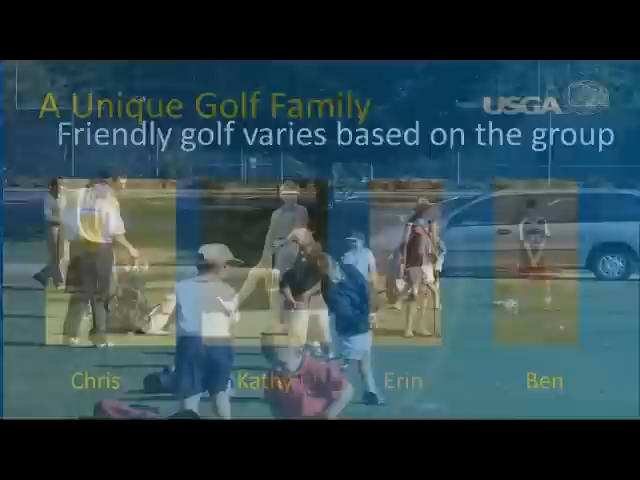 A Unique Golf Family
USGA
Friendly golf varies based on the group
Chris
Kathy
Erin
Ben